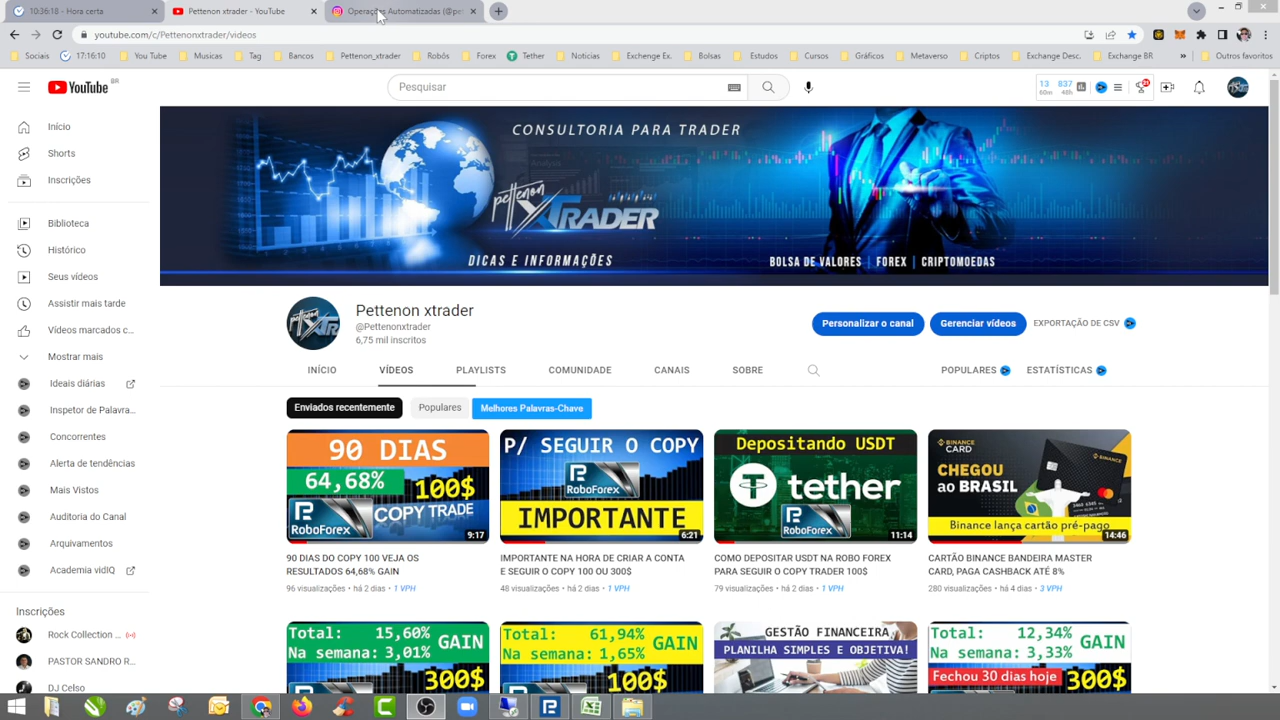 10:36:18 - Hora certa
Pettenon xtrader - YouTube
Operações Automatizadas (@pe
youtube.com/c/Pettenonxtrader/videos
Sociais 17:16:10 You Tube Musicas Tag Bancos Pettenon_xtrader Robós Forex Tether Noticias Exchange Ex. Bolsas Estudos Cursos Gráficos Metaverso Criptos Exchange Desc. Exchange BR » Outros favoritos
YouTube BR
Pesquisar
13 837
60m 48h
Início
Shorts
Inscrições
Biblioteca
Histórico
Seus vídeos
Assistir mais tarde
Vídeos marcados c...
Mostrar mais
Ideais diárias
Inspetor de Palavra...
Concorrentes
Alerta de tendências
Mais Vistos
Auditoria do Canal
Arquivamentos
Academia vidIQ
Inscrições
Rock Collection ...
PASTOR SANDRO R...
DJ Celso
CONSULTORIA PARA TRADER
pettenon XTRADER
DICAS E INFORMAÇÕES
BOLSA DE VALORES | FOREX | CRIPTOMOEDAS
Pettenon xtrader
@Pettenonxtrader
6,75 mil inscritos
Personalizar o canal
Gerenciar vídeos
EXPORTAÇÃO DE CSV
INÍCIO VÍDEOS PLAYLISTS COMUNIDADE CANAIS SOBRE
POPULARES ESTATÍSTICAS
Enviados recentemente Populares Melhores Palavras-Chave
90 DIAS
64,68%
100$
COPY TRADE
RoboForex
9:17
90 DIAS DO COPY 100 VEJA OS
RESULTADOS 64,68% GAIN
96 visualizações • há 2 dias • 1 VPH
P/ SEGUIR O COPY
RoboForex
IMPORTANTE
6:21
IMPORTANTE NA HORA DE CRIAR A CONTA
E SEGUIR O COPY 100 OU 300$
48 visualizações • há 2 dias • 1 VPH
Depositando USDT
tether
RoboForex
11:14
COMO DEPOSITAR USDT NA ROBO FOREX
PARA SEGUIR O COPY TRADER 100$
79 visualizações • há 2 dias • 1 VPH
BINANCE
CARD
CHEGOU
ao BRASIL
BINANCE
Binance lança cartão pré-pago
14:46
CARTÃO BINANCE BANDEIRA MASTER
CARD, PAGA CASHBACK ATÉ 8%
280 visualizações • há 4 dias • 3 VPH
Total: 15,60% GAIN
Na semana: 3,01%
300$
Total: 61,94% GAIN
Na semana: 1,65%
100$
GESTÃO FINANCEIRA
PLANILHA SIMPLES E OBJETIVA!
Total: 12,34% GAIN
Na semana: 3,33%
Fechou 30 dias hoje
300$